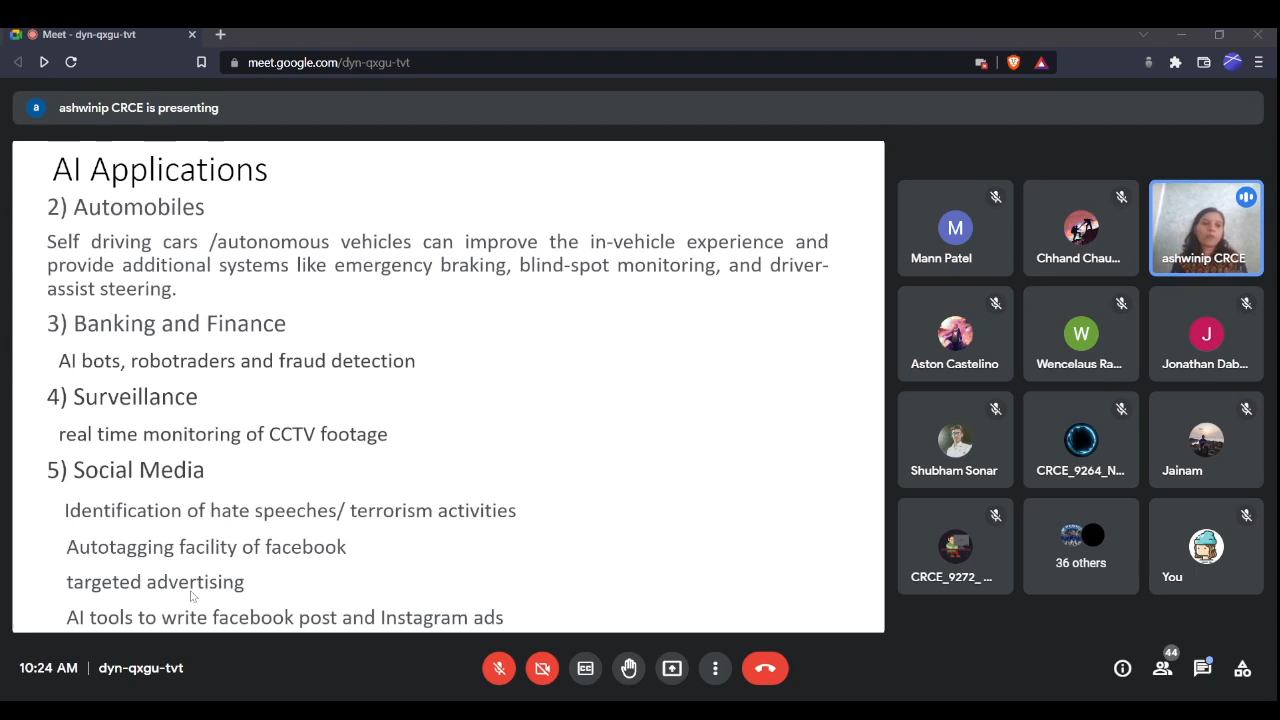 Meet - dyn-qxgu-tvt
meet.google.com/dyn-qxgu-tvt
a
ashwinip CRCE is presenting
AI Applications
2) Automobiles
Self driving cars /autonomous vehicles can improve the in-vehicle experience and
provide additional systems like emergency braking, blind-spot monitoring, and driver-
assist steering.
3) Banking and Finance
AI bots, robotraders and fraud detection
4) Surveillance
real time monitoring of CCTV footage
5) Social Media
Identification of hate speeches/ terrorism activities
Autotagging facility of facebook
targeted advertising
AI tools to write facebook post and Instagram ads
M
Mann Patel
Chhand Chau...
ashwinip CRCE
Aston Castelino
W
Wencelaus Ra...
J
Jonathan Dab...
Shubham Sonar
CRCE_9264_N...
Jainam
CRCE_9272_ ...
36 others
You
10:24 AM
dyn-qxgu-tvt
44